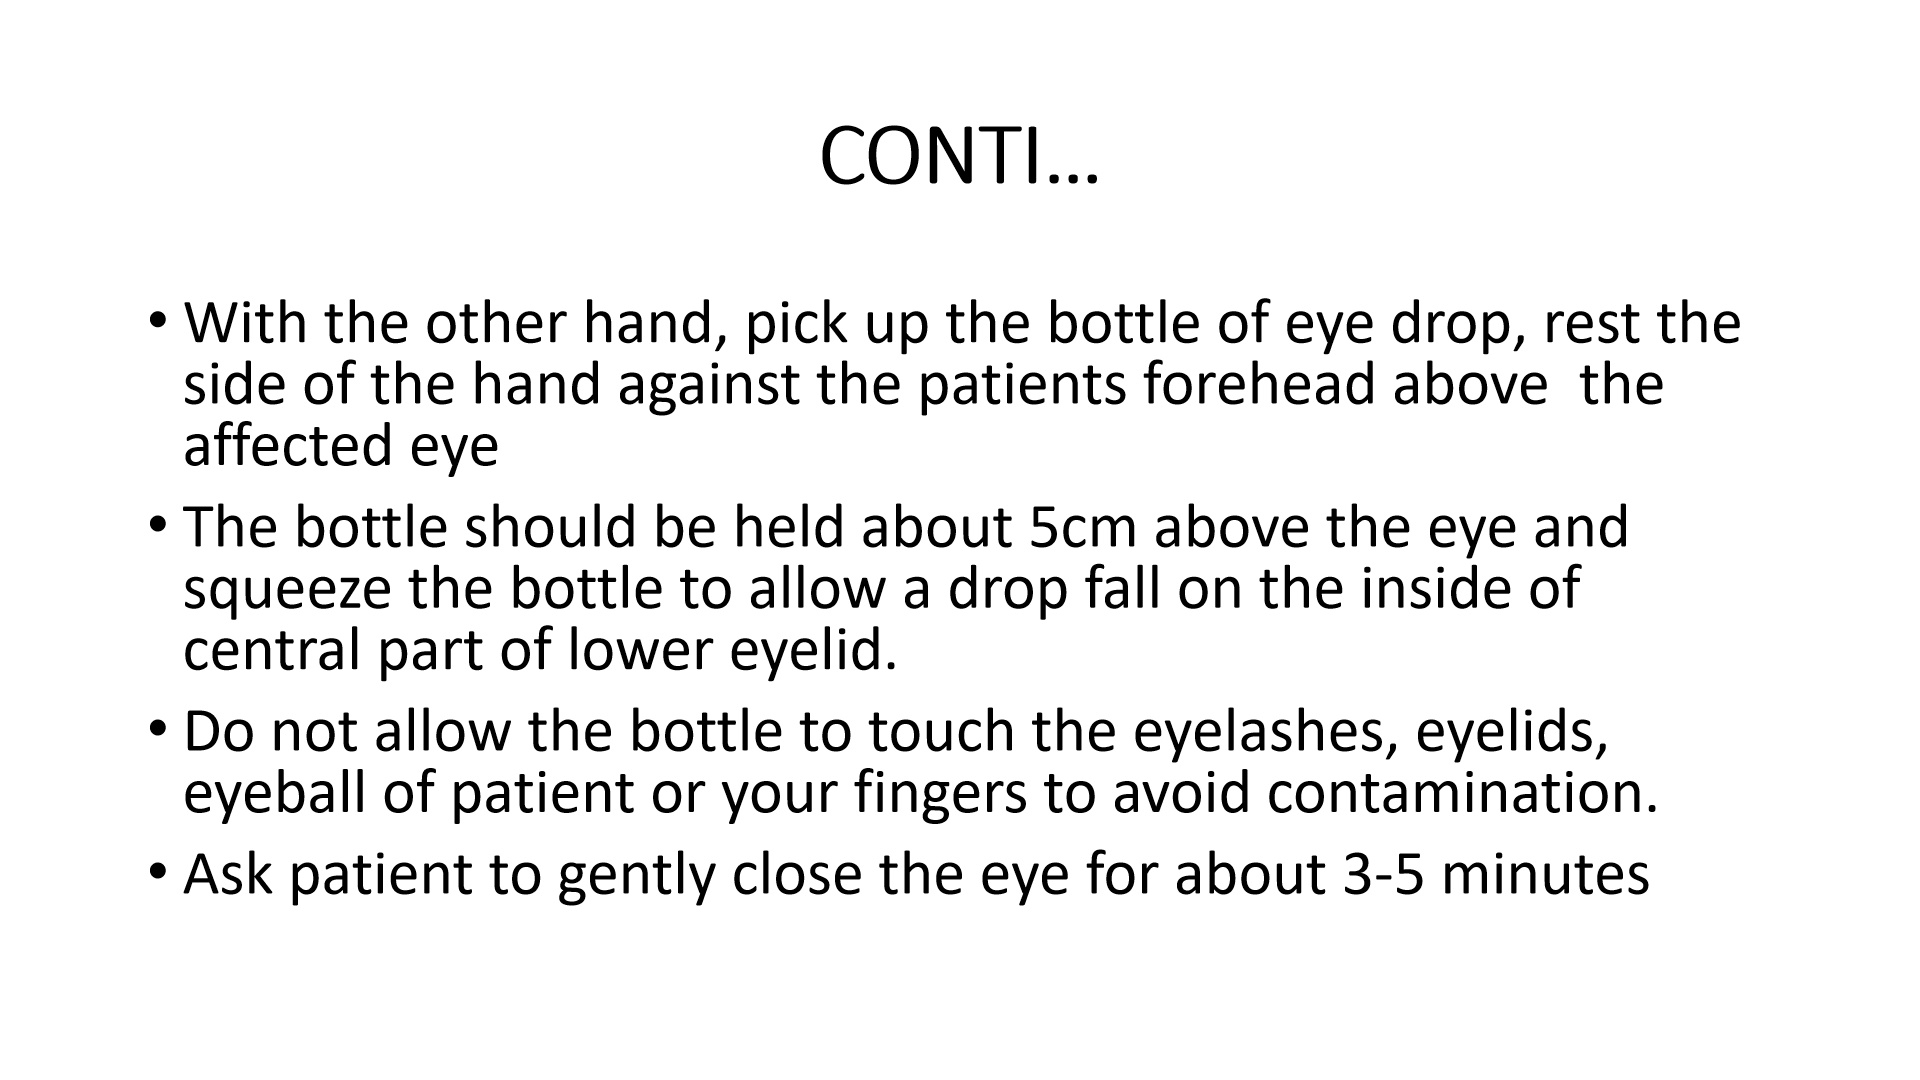 CONTI…
• With the other hand, pick up the bottle of eye drop, rest the
side of the hand against the patients forehead above  the
affected eye
• The bottle should be held about 5cm above the eye and
squeeze the bottle to allow a drop fall on the inside of
central part of lower eyelid.
• Do not allow the bottle to touch the eyelashes, eyelids,
eyeball of patient or your fingers to avoid contamination.
• Ask patient to gently close the eye for about 3-5 minutes